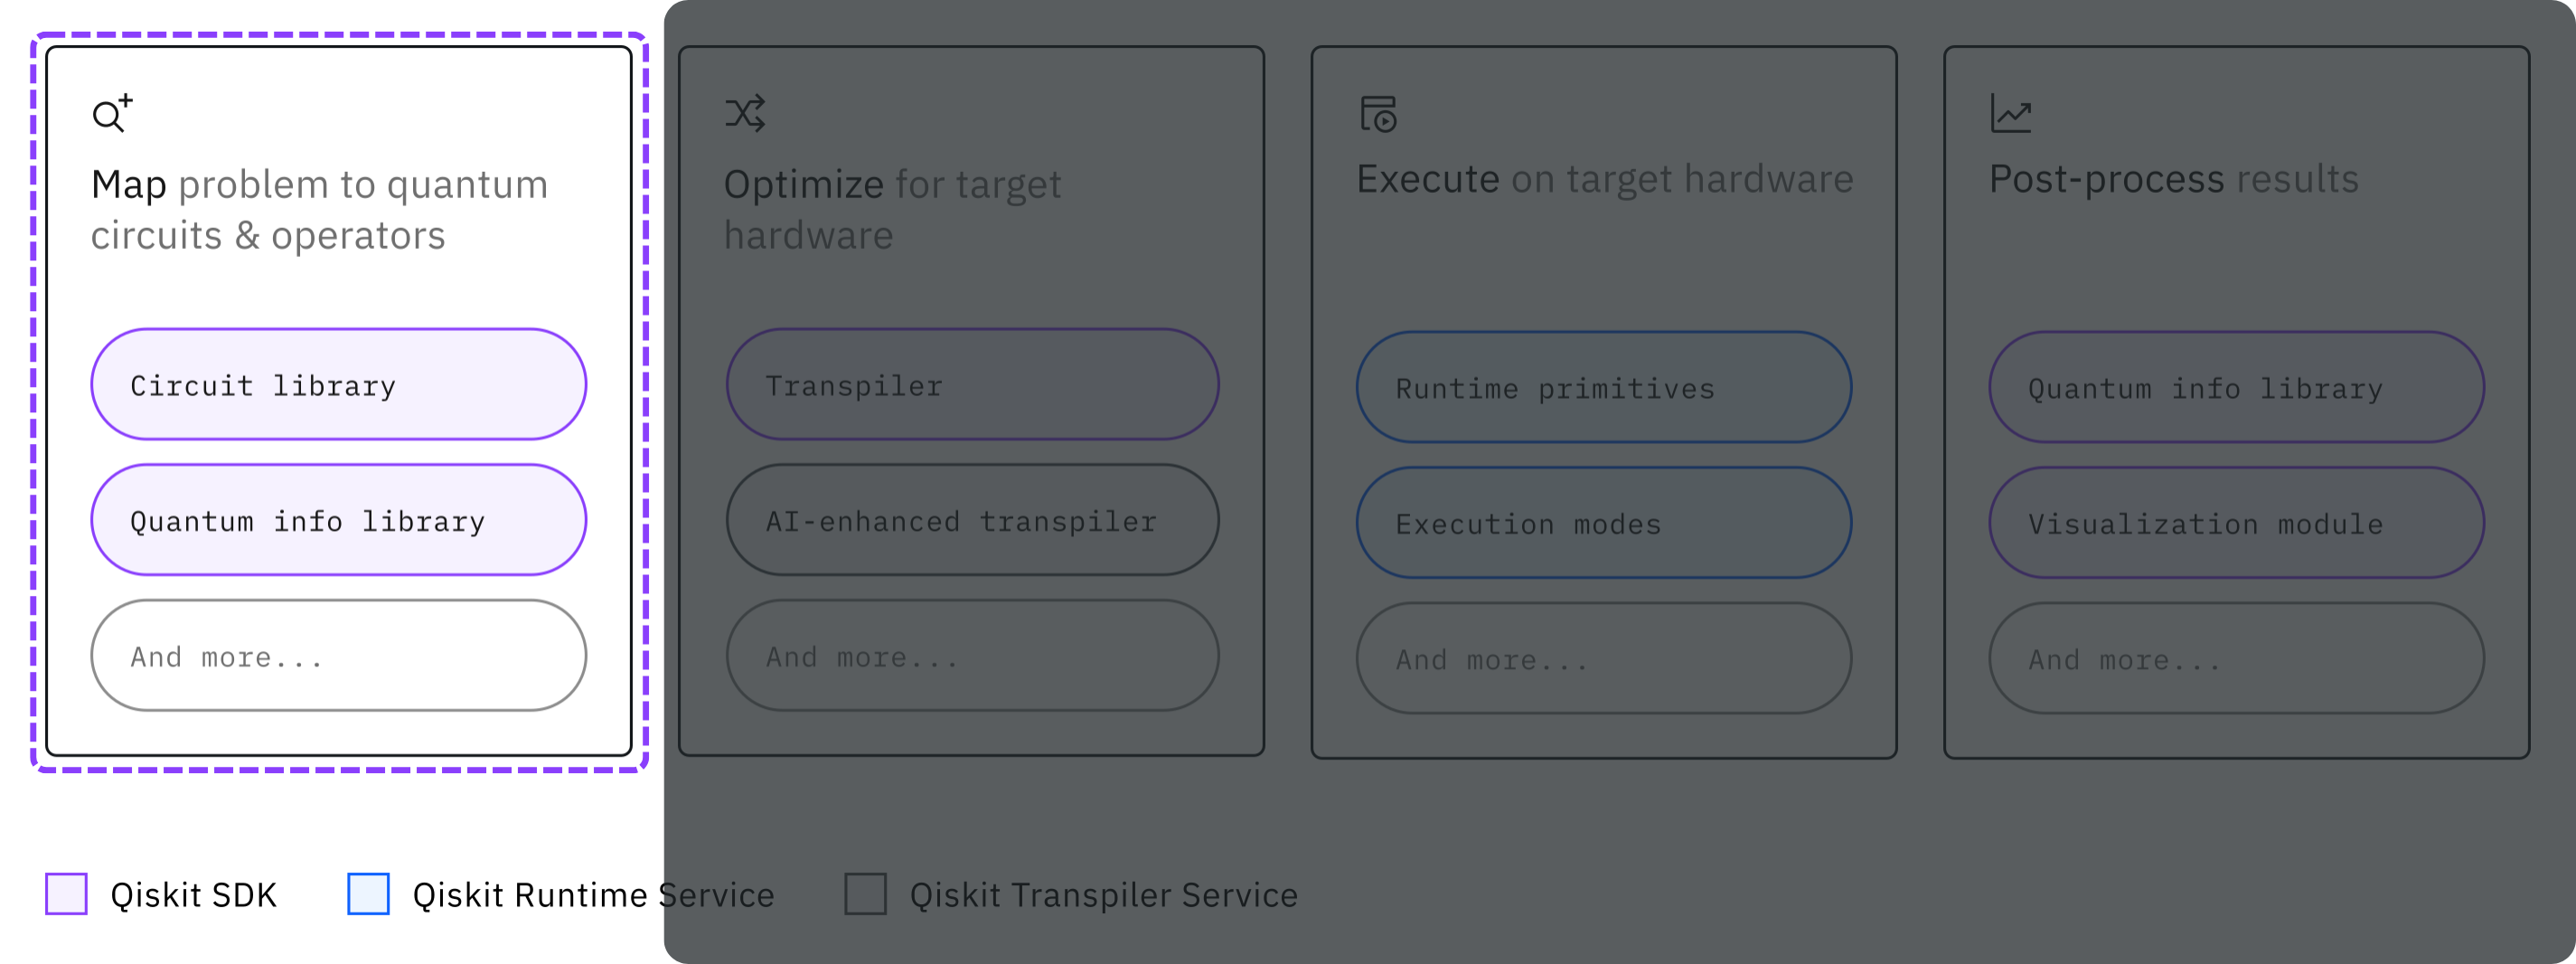 Map problem to quantum
circuits & operators
Circuit library
Quantum info library
And more...
Optimize for target
hardware
Transpiler
AI-enhanced transpiler
And more...
Execute on target hardware
Runtime primitives
Execution modes
And more...
Post-process results
Quantum info library
Visualization module
And more...
Qiskit SDK
Qiskit Runtime Service
Qiskit Transpiler Service